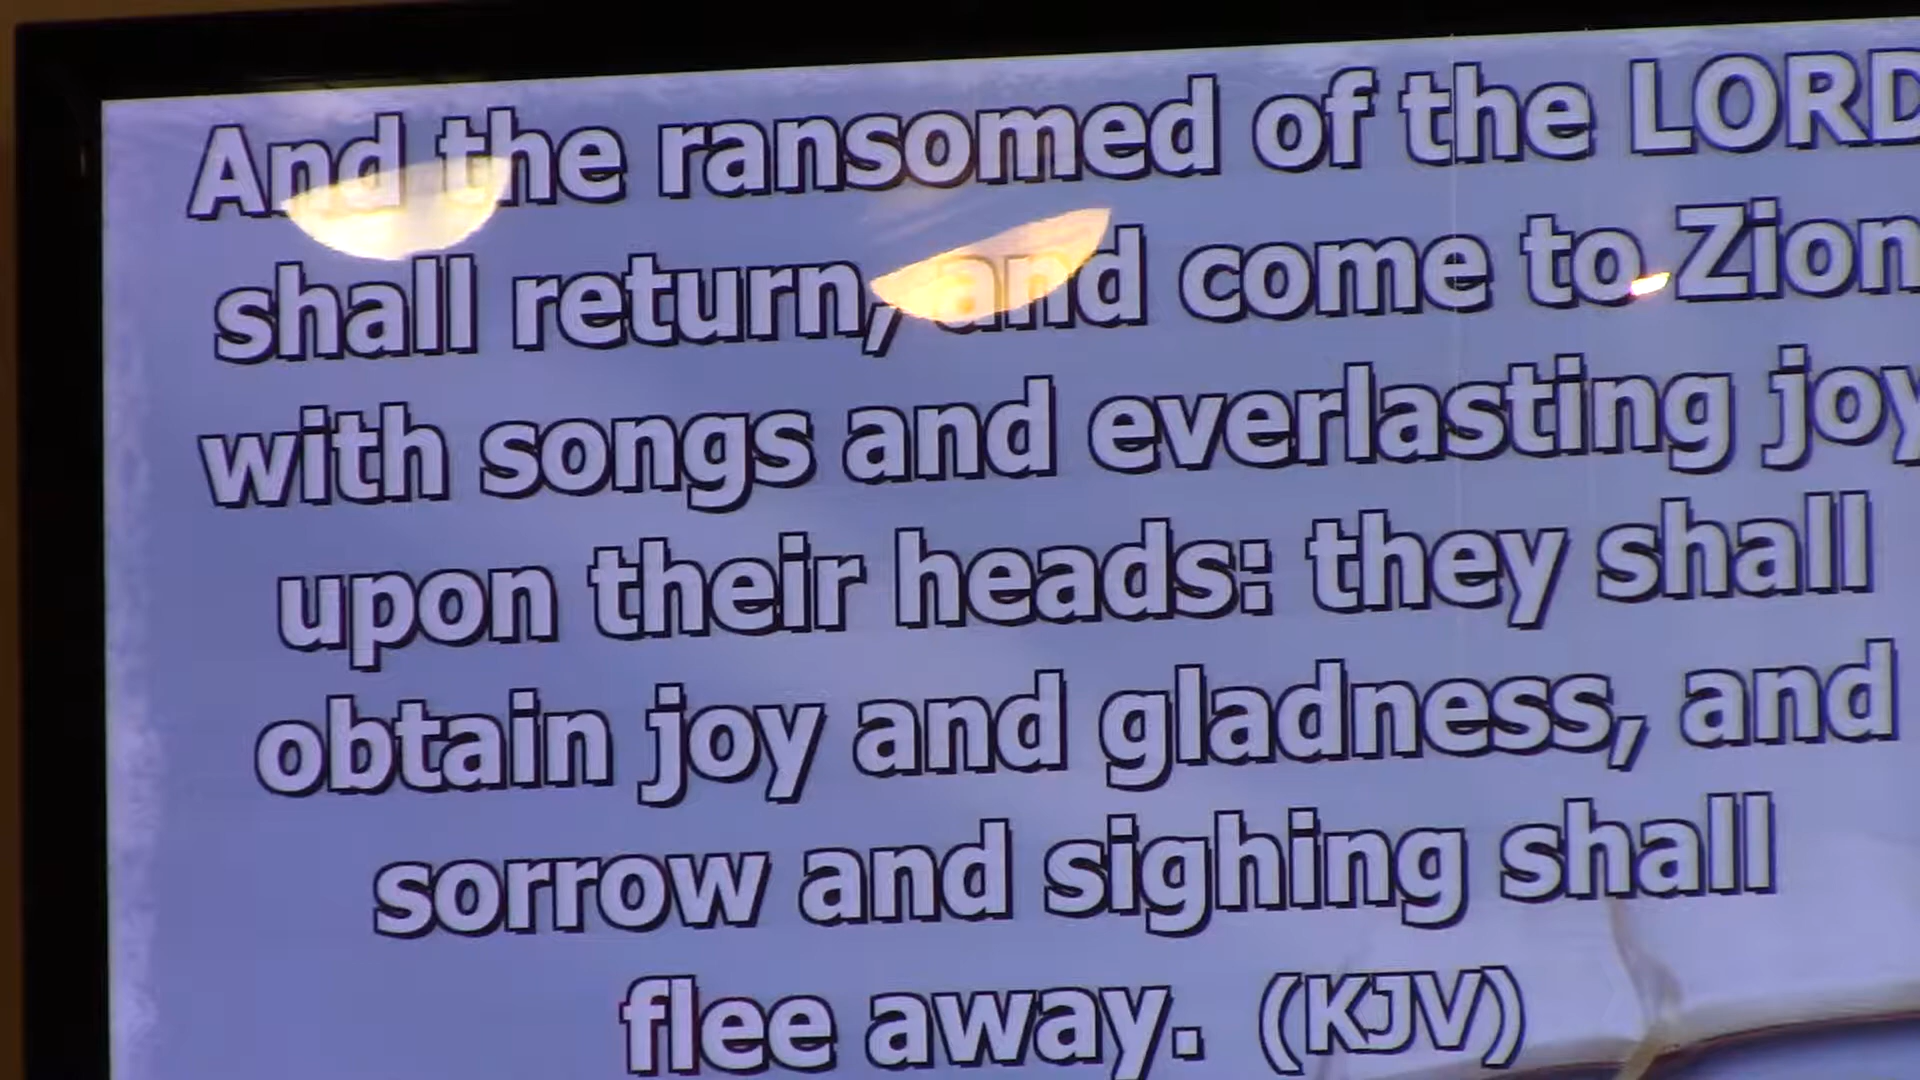 And the ransomed of the LORD
shall return, and come to Zion
with songs and everlasting joy
upon their heads: they shall
obtain joy and gladness, and
sorrow and sighing shall
flee away. (KJV)